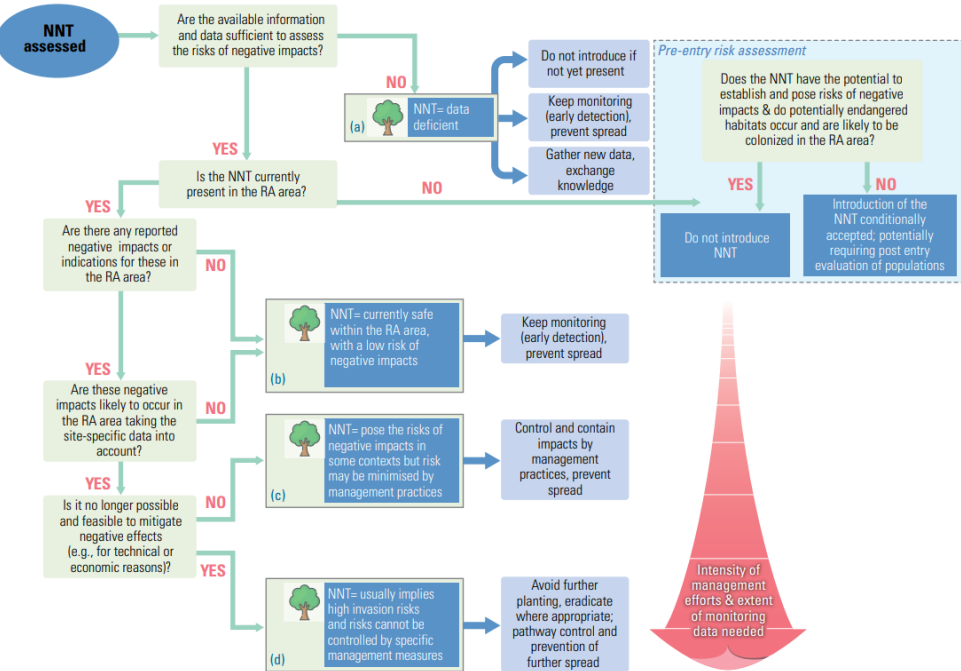 NNT
assessed
Are the available information
and data sufficient to assess
the risks of negative impacts?
NO
(a)
NNT= data
deficient
Do not introduce if
not yet present
Keep monitoring
(early detection),
prevent spread
Gather new data,
exchange
knowledge
Pre-entry risk assessment
Does the NNT have the potential to
establish and pose risks of negative
impacts & do potentially endangered
habitats occur and are likely to be
colonized in the RA area?
YES
NO
Do not introduce
NNT
Introduction of the
NNT conditionally
accepted; potentially
requiring post entry
evaluation of populations
YES
Is the NNT currently
present in the RA area?
NO
YES
Are there any reported
negative impacts or
indications for these in
the RA area?
NO
(b)
NNT= currently safe
within the RA area,
with a low risk of
negative impacts
Keep monitoring
(early detection),
prevent spread
YES
Are these negative
impacts likely to occur in
the RA area taking the
site-specific data into
account?
NO
(c)
NNT= pose the risks of
negative impacts in
some contexts but risk
may be minimised by
management practices
Control and contain
impacts by
management
practices, prevent
spread
YES
Is it no longer possible
and feasible to mitigate
negative effects
(e.g., for technical or
economic reasons)?
NO
YES
(d)
NNT= usually implies
high invasion risks
and risks cannot be
controlled by specific
management measures
Avoid further
planting, eradicate
where appropriate;
pathway control and
prevention of
further spread
Intensity of
management
efforts & extent
of monitoring
data needed